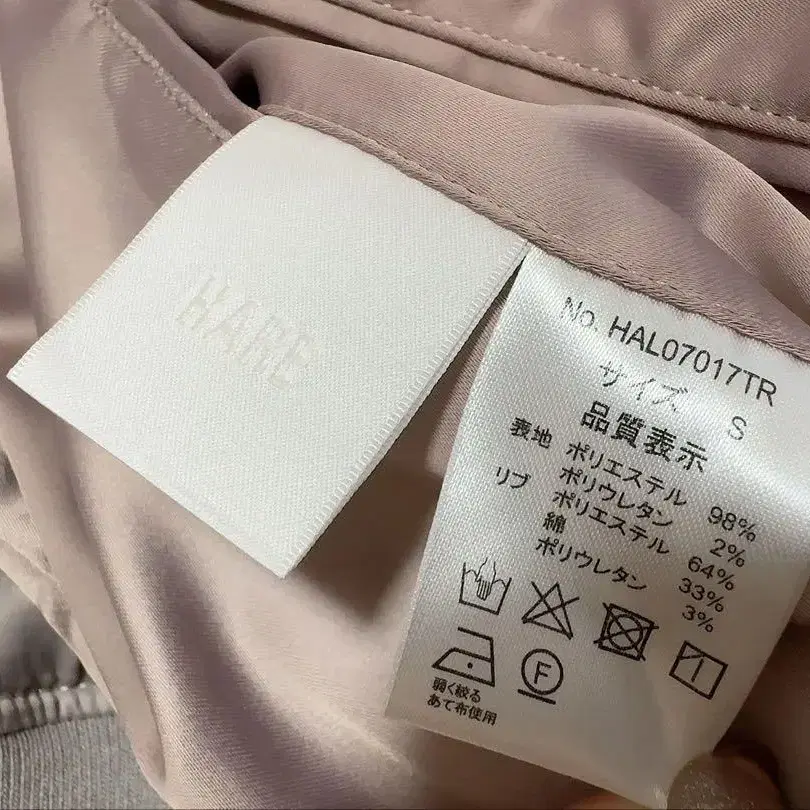 HARE
No. HAL07017TR
サイズ S
品質表示
表地 ポリエステル 98%
ポリウレタン 2%
リブ ポリエステル 64%
綿 33%
ポリウレタン 3%
F
弱く絞る
あて布使用